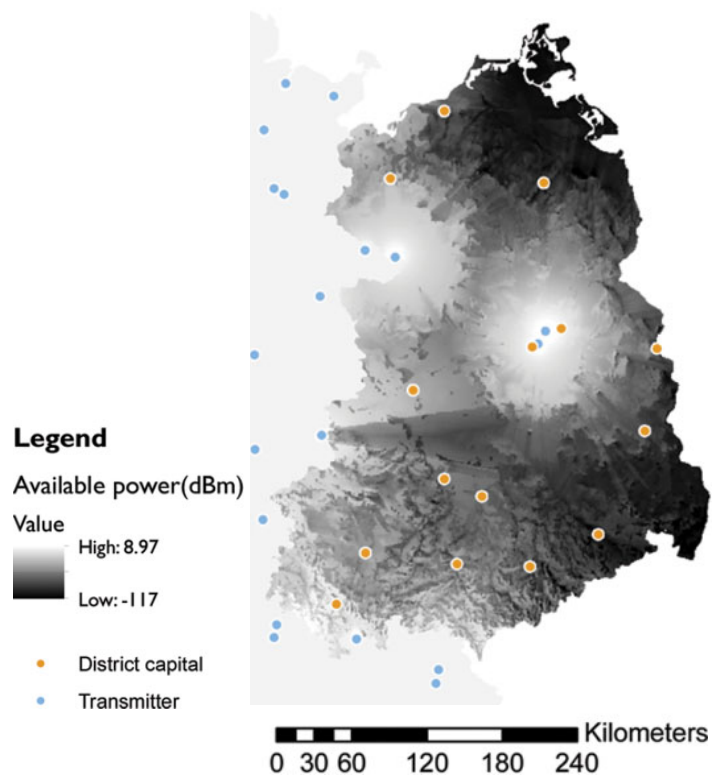 Legend
Available power(dBm)
Value
High: 8.97
Low: -117
District capital
Transmitter
Kilometers
0 30 60 120 180 240